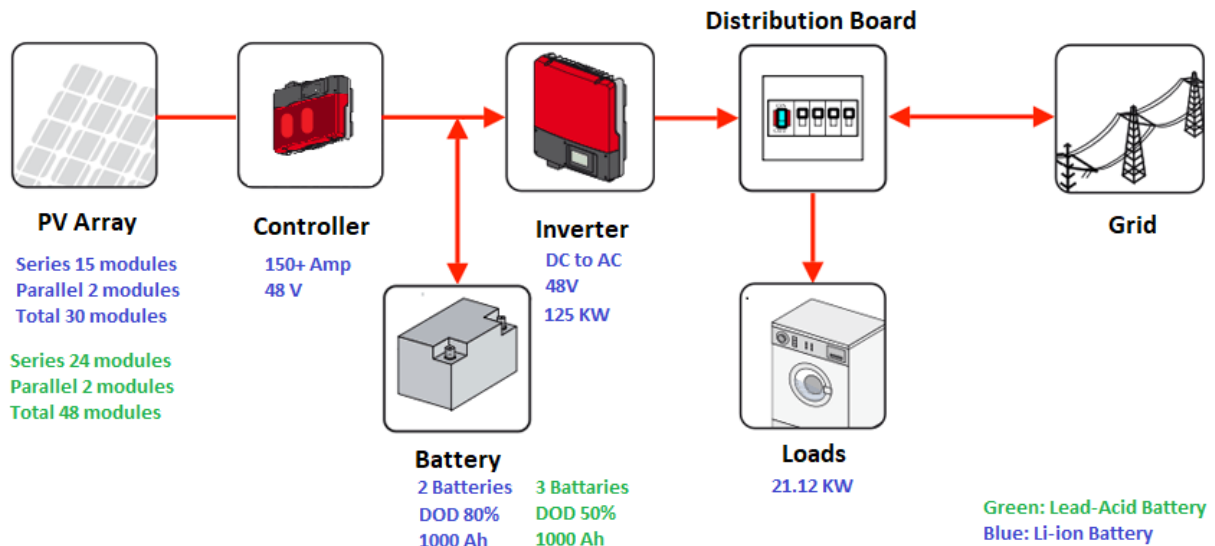 Distribution Board
PV Array
Series 15 modules
Parallel 2 modules
Total 30 modules
Series 24 modules
Parallel 2 modules
Total 48 modules
Controller
150+ Amp
48 V
Inverter
DC to AC
48V
125 KW
Grid
Battery
2 Batteries
DOD 80%
1000 Ah
3 Battaries
DOD 50%
1000 Ah
Loads
21.12 KW
Green: Lead-Acid Battery
Blue: Li-ion Battery